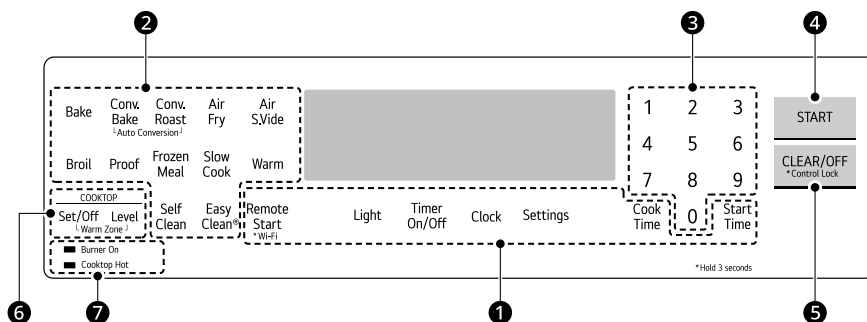 2
3
4
Bake
Conv.
Bake
Conv.
Roast
└Auto Conversion┘
Air
Fry
Air
S.Vide
1 2 3
START
Broil
Proof
Frozen
Meal
Slow
Cook
Warm
4 5 6
CLEAR/OFF
*Control Lock
7 8 9
COOKTOP
Set/Off Level
└ Warm Zone ┘
Self
Clean
Easy
Clean®
Remote
Start
*Wi-Fi
Light
Timer
On/Off
Clock
Settings
Cook
Time
0
Start
Time
Burner On
Cooktop Hot
*Hold 3 seconds
6
7
1
5